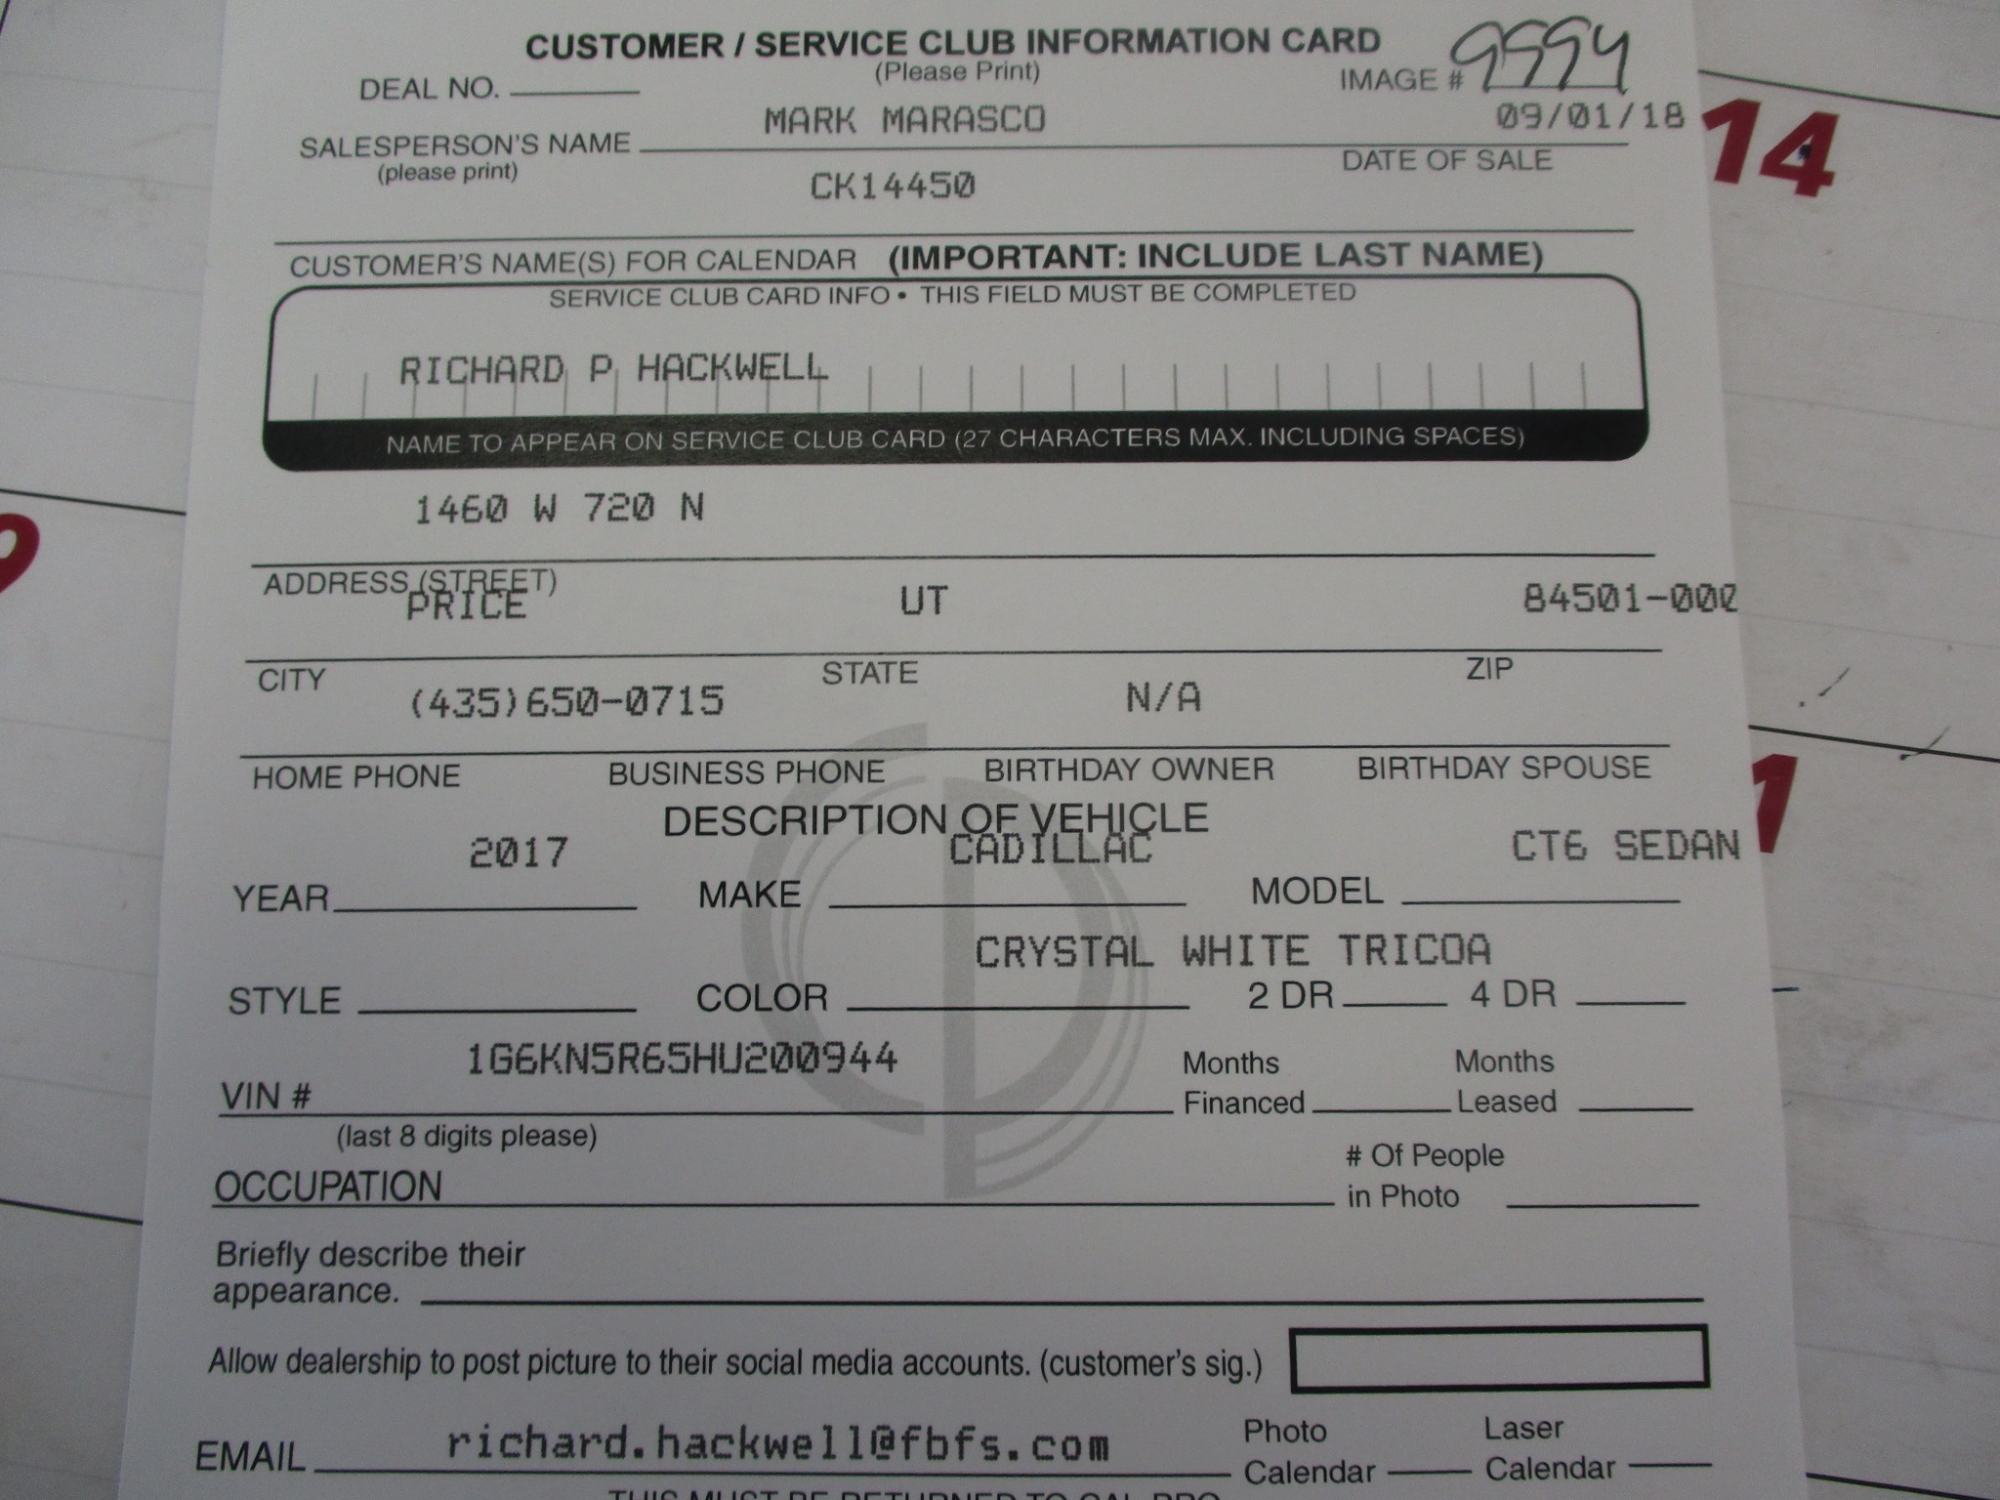 CUSTOMER / SERVICE CLUB INFORMATION CARD
(Please Print)
DEAL NO. IMAGE # 9994
MARK MARASCO 09/01/18
SALESPERSON'S NAME
(please print)
DATE OF SALE
CK14450
CUSTOMER'S NAME(S) FOR CALENDAR (IMPORTANT: INCLUDE LAST NAME)
SERVICE CLUB CARD INFO • THIS FIELD MUST BE COMPLETED
RICHARD P HACKWELL
NAME TO APPEAR ON SERVICE CLUB CARD (27 CHARACTERS MAX. INCLUDING SPACES)
1460 W 720 N
ADDRESS (STREET)
PRICE UT 84501-000
CITY STATE ZIP
(435)650-0715 N/A
HOME PHONE BUSINESS PHONE BIRTHDAY OWNER BIRTHDAY SPOUSE
DESCRIPTION OF VEHICLE
2017 CADILLAC CT6 SEDAN
YEAR MAKE MODEL
CRYSTAL WHITE TRICOA
STYLE COLOR 2 DR 4 DR
1G6KN5R65HU200944
VIN #
(last 8 digits please)
Months Financed
Months Leased
OCCUPATION
# Of People in Photo
Briefly describe their
appearance.
Allow dealership to post picture to their social media accounts. (customer's sig.)
EMAIL richard.hackwell@fbfs.com
Photo Calendar
Laser Calendar
THIS MUST BE RETURNED TO CAL PRO
14